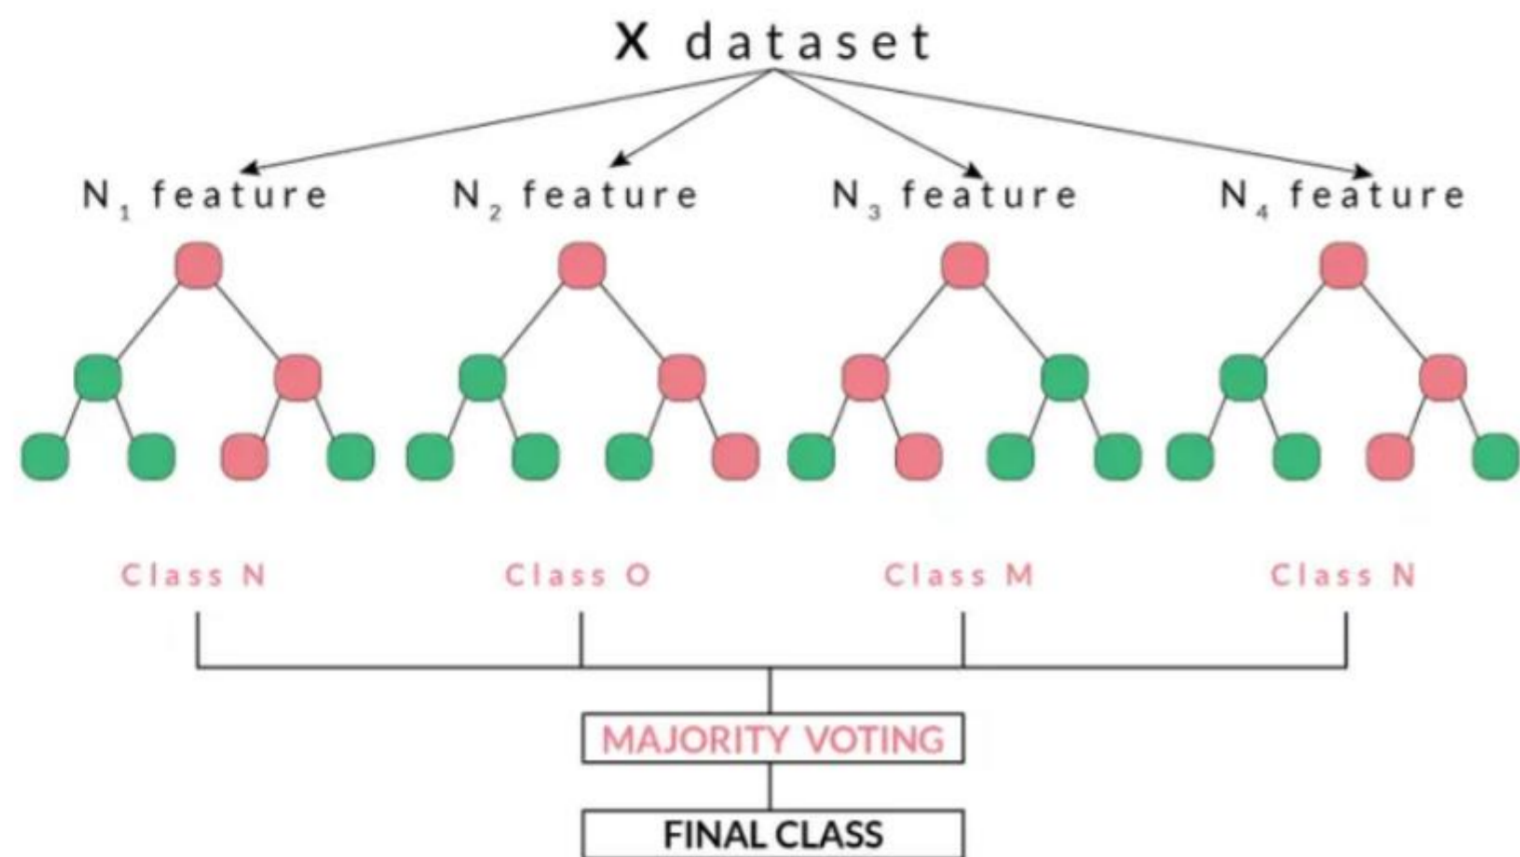 X dataset
N₁ feature N₂ feature N₃ feature N₄ feature
Class N Class O Class M Class N
MAJORITY VOTING
FINAL CLASS